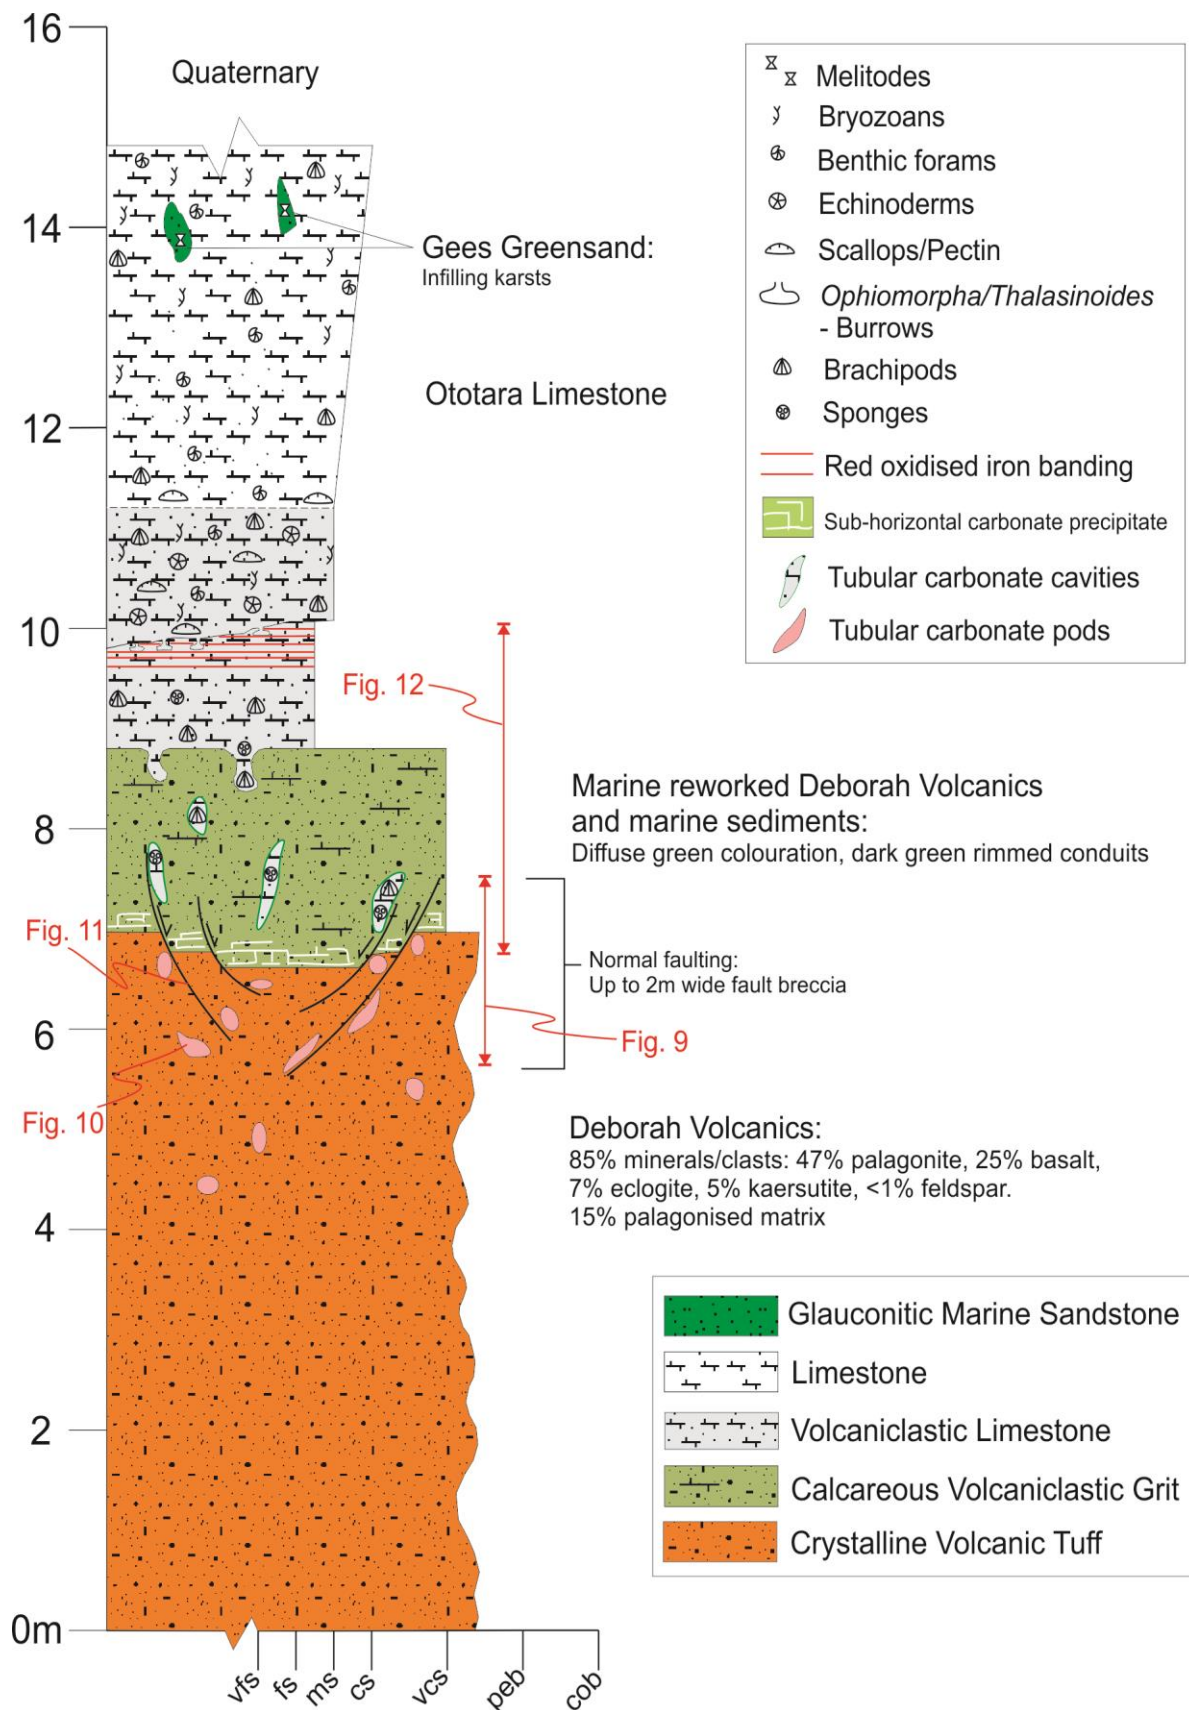 16
14
12
10
8
6
4
2
0m
vfs
fs
ms
cs
vcs
peb
cob
Quaternary
Gees Greensand:
Infilling karsts
Ototara Limestone
Fig. 12
Marine reworked Deborah Volcanics
and marine sediments:
Diffuse green colouration, dark green rimmed conduits
Fig. 11
Normal faulting:
Up to 2m wide fault breccia
Fig. 9
Fig. 10
Deborah Volcanics:
85% minerals/clasts: 47% palagonite, 25% basalt,
7% eclogite, 5% kaersutite, <1% feldspar.
15% palagonised matrix
Melitodes
Bryozoans
Benthic forams
Echinoderms
Scallops/Pectin
Ophiomorpha/Thalasinoides
- Burrows
Brachipods
Sponges
Red oxidised iron banding
Sub-horizontal carbonate precipitate
Tubular carbonate cavities
Tubular carbonate pods
Glauconitic Marine Sandstone
Limestone
Volcaniclastic Limestone
Calcareous Volcaniclastic Grit
Crystalline Volcanic Tuff